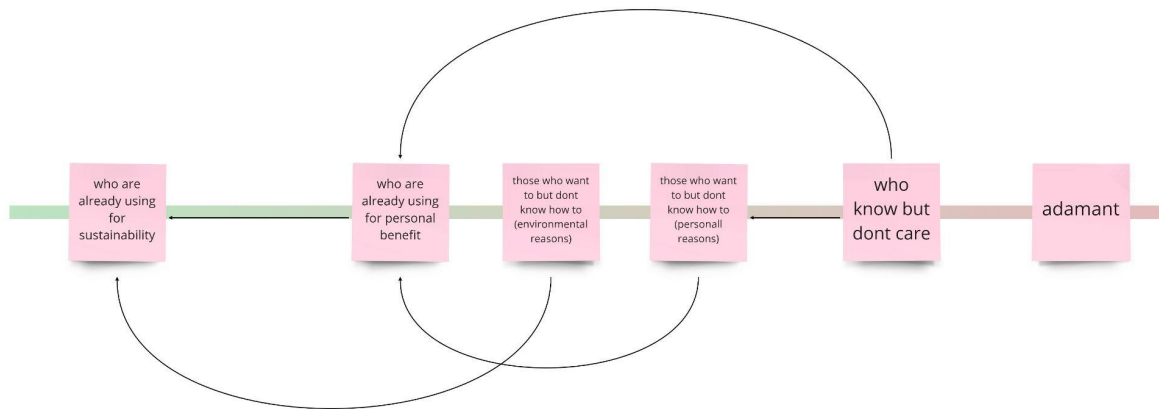 who are
already using
for
sustainability
who are
already using
for personal
benefit
those who want
to but dont
know how to
(environmental
reasons)
those who want
to but dont
know how to
(personall
reasons)
who
know but
dont care
adamant